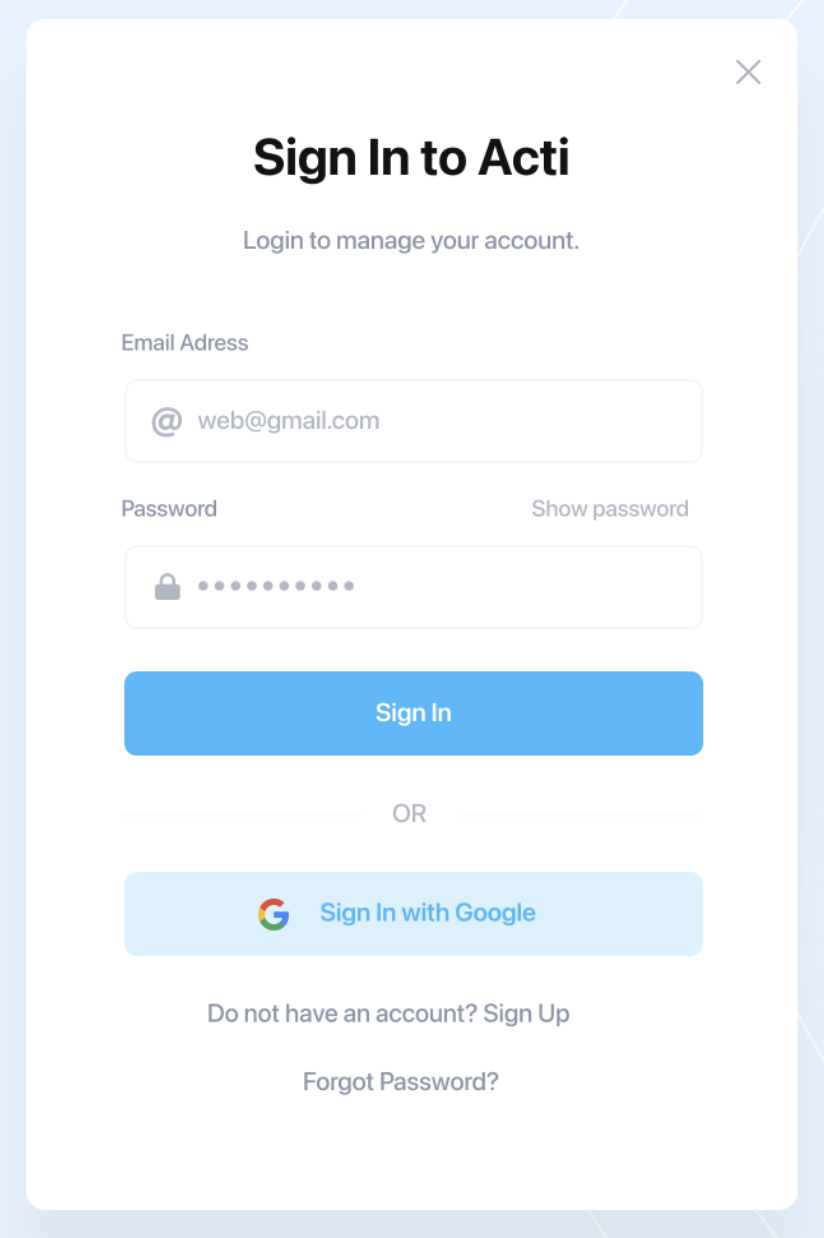 Sign In to Acti
Login to manage your account.
Email Adress
@ web@gmail.com
Password Show password
••••••••••
Sign In
OR
Sign In with Google
Do not have an account? Sign Up
Forgot Password?